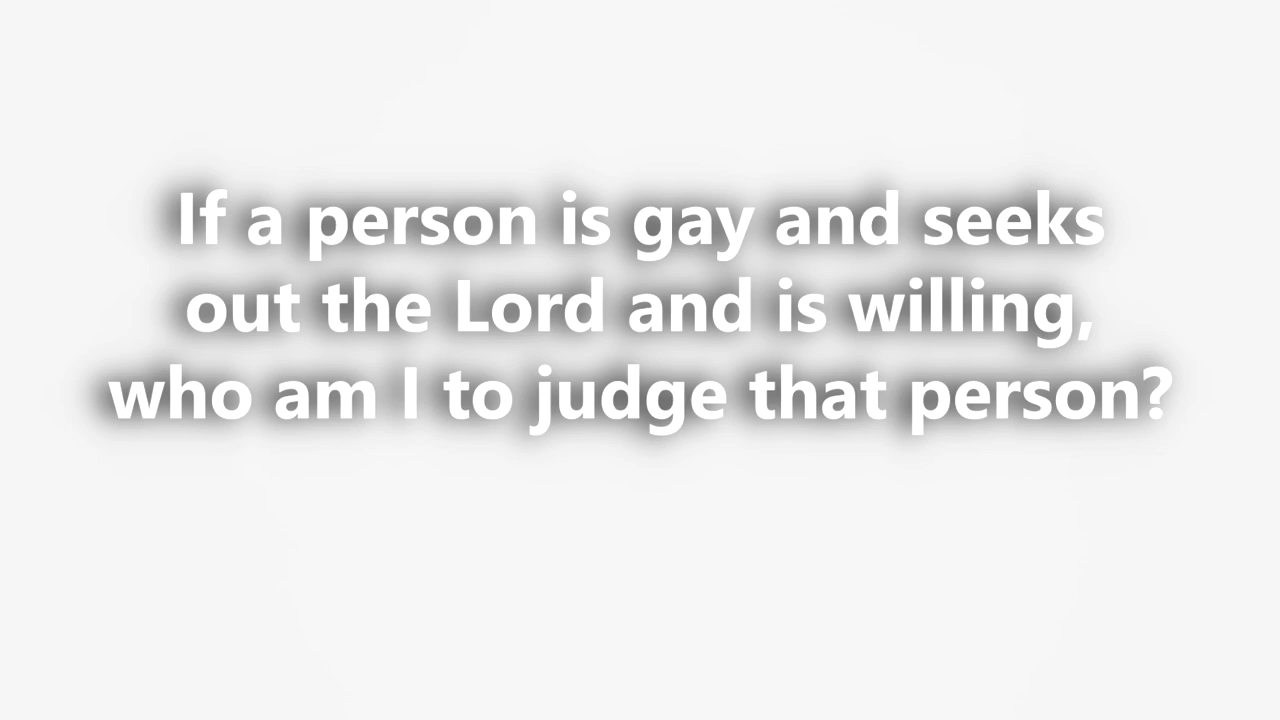 If a person is gay and seeks
out the Lord and is willing,
who am I to judge that person?